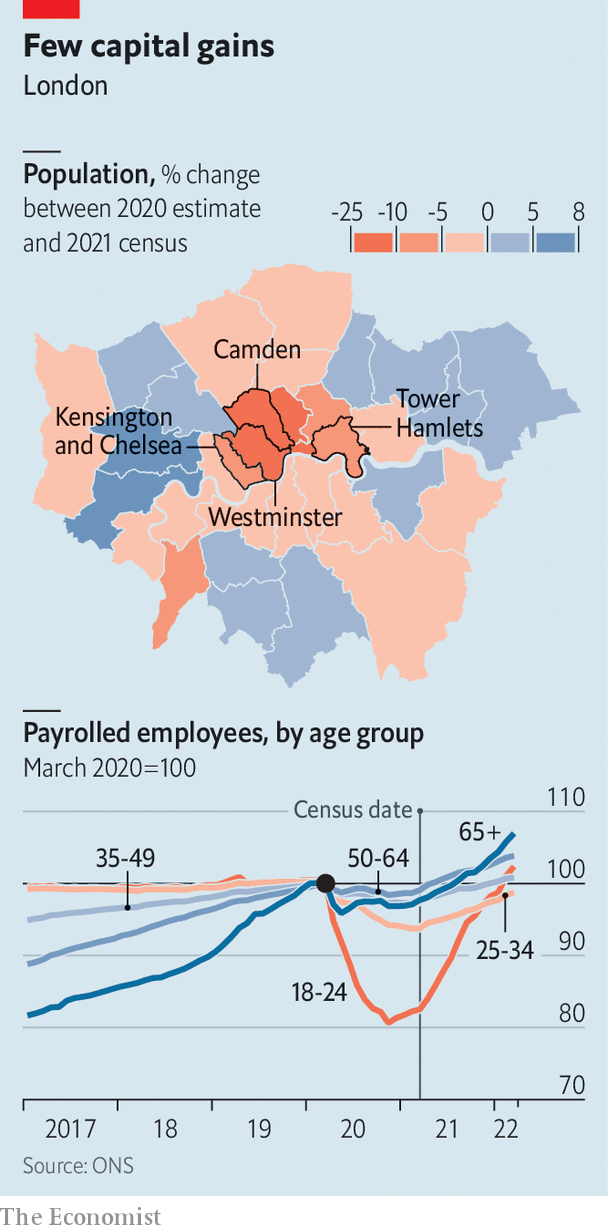 Few capital gains
London
Population, % change
between 2020 estimate
and 2021 census
-25 -10 -5 0 5 8
Camden
Kensington
and Chelsea
Tower
Hamlets
Westminster
Payrolled employees, by age group
March 2020=100
110
Census date
65+
35-49
50-64
100
90
25-34
18-24
80
70
2017 18 19 20 21 22
Source: ONS
The Economist